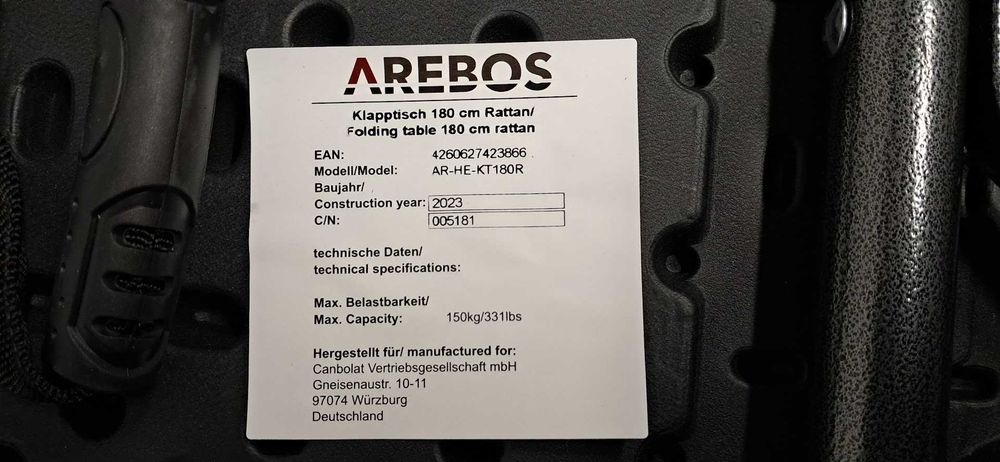 AREBOS
Klapptisch 180 cm Rattan/
Folding table 180 cm rattan
EAN: 4260627423866
Modell/Model: AR-HE-KT180R
Baujahr/
Construction year: 2023
C/N: 005181
technische Daten/
technical specifications:
Max. Belastbarkeit/
Max. Capacity: 150kg/331lbs
Hergestellt für/ manufactured for:
Canbolat Vertriebsgesellschaft mbH
Gneisenaustr. 10-11
97074 Würzburg
Deutschland